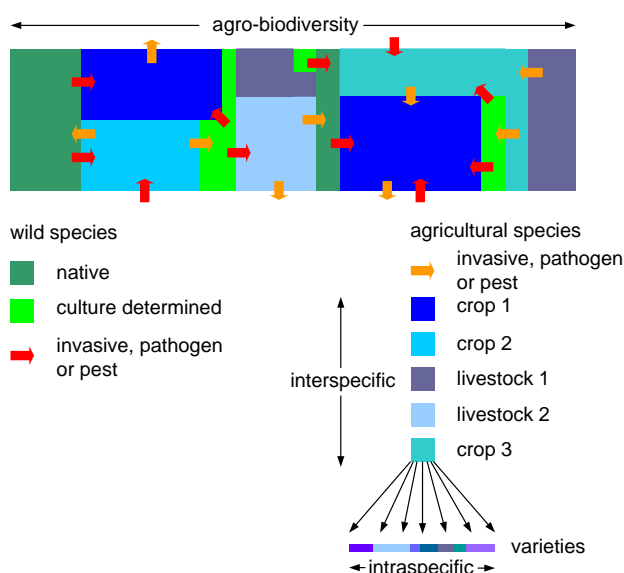 agro-biodiversity
wild species
native
culture determined
invasive, pathogen
or pest
agricultural species
invasive, pathogen
or pest
crop 1
crop 2
interspecific
livestock 1
livestock 2
crop 3
varieties
intraspecific